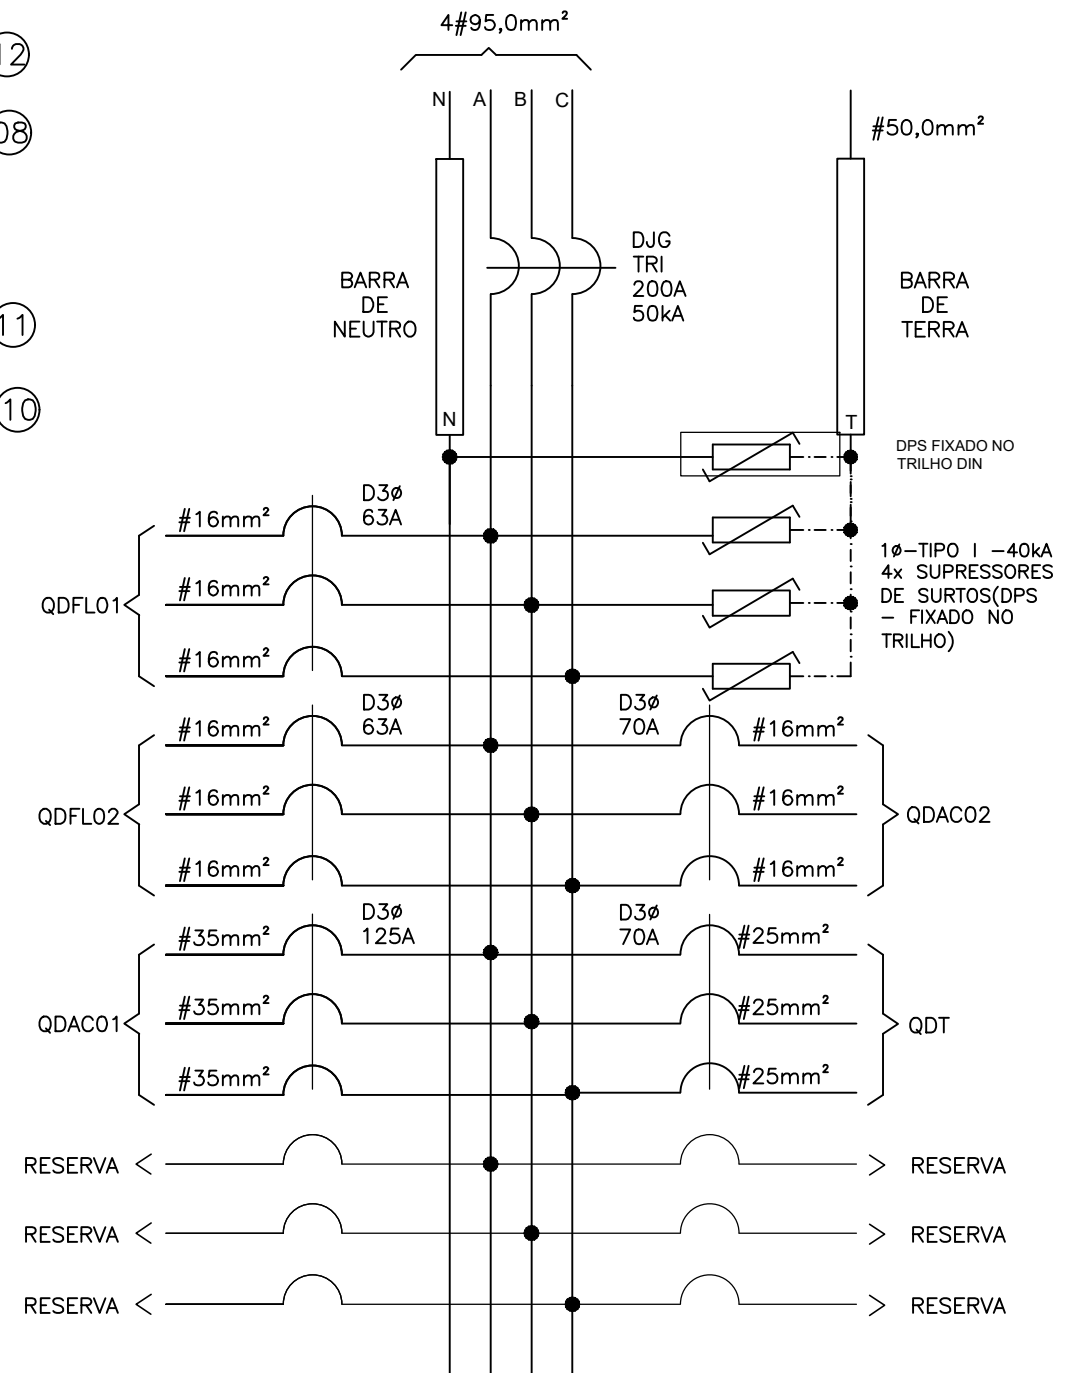 4#95,0mm²
12
08
N A B C
#50,0mm²
DJG
TRI
200A
50kA
BARRA
DE
NEUTRO
BARRA
DE
TERRA
11
10
N
T
DPS FIXADO NO
TRILHO DIN
D3ø
63A
#16mm²
#16mm²
#16mm²
QDFL01
1ø-TIPO I -40kA
4x SUPRESSORES
DE SURTOS(DPS
- FIXADO NO
TRILHO)
D3ø
63A
#16mm²
#16mm²
#16mm²
QDFL02
D3ø
70A
#16mm²
#16mm²
#16mm²
QDAC02
D3ø
125A
#35mm²
#35mm²
#35mm²
QDAC01
D3ø
70A
#25mm²
#25mm²
#25mm²
QDT
RESERVA RESERVA
RESERVA RESERVA
RESERVA RESERVA